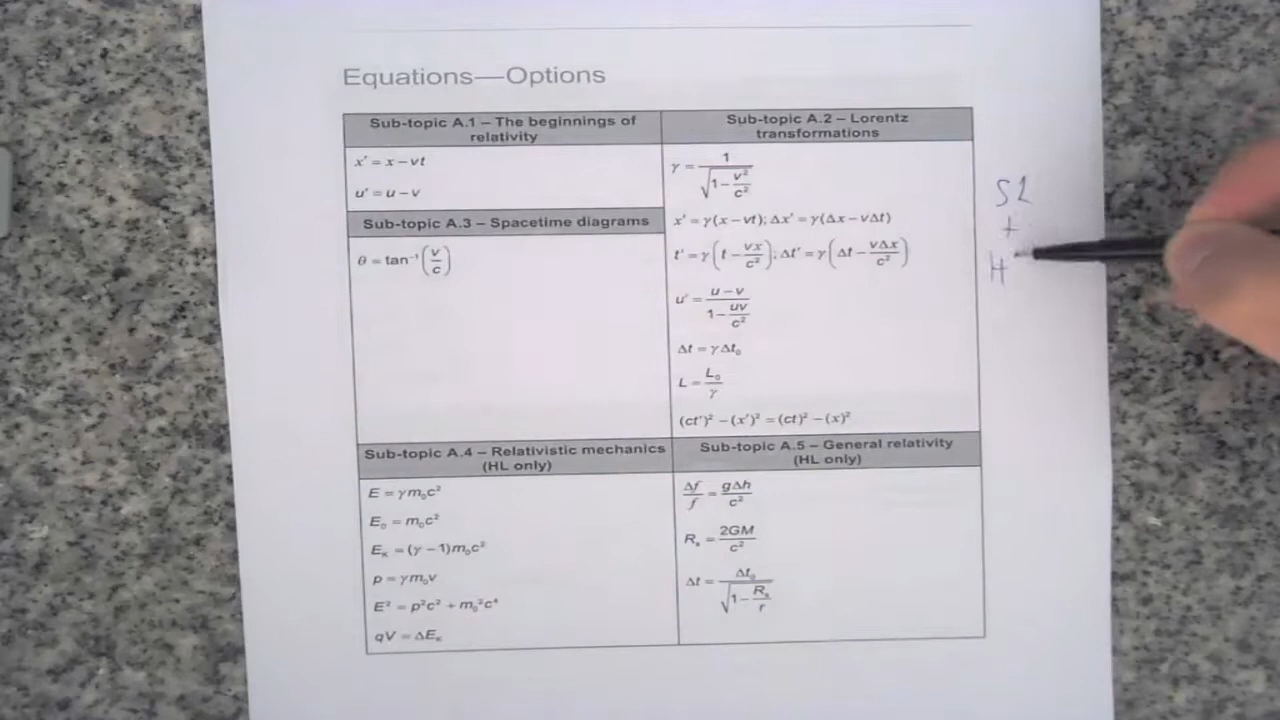 Equations—Options
Sub-topic A.1 – The beginnings of
relativity
x′ = x – vt
u′ = u – v
Sub-topic A.3 – Spacetime diagrams
θ = tan⁻¹(v/c)
Sub-topic A.2 – Lorentz
transformations
γ = 1/√(1 – v²/c²)
x′ = γ(x – vt); Δx′ = γ(Δx – vΔt)
t′ = γ(t – vx/c²); Δt′ = γ(Δt – vΔx/c²)
u′ = (u – v)/(1 – uv/c²)
Δt = γΔt₀
L = L₀/γ
(ct′)² – (x′)² = (ct)² – (x)²
Sub-topic A.4 – Relativistic mechanics
(HL only)
E = γm₀c²
E₀ = m₀c²
Eₖ = (γ – 1)m₀c²
p = γm₀v
E² = p²c² + m₀²c⁴
qV = ΔEₖ
Sub-topic A.5 – General relativity
(HL only)
Δf/f = gΔh/c²
Rₛ = 2GM/c²
Δt = Δt₀/√(1 – Rₛ/r)
SL
+
H